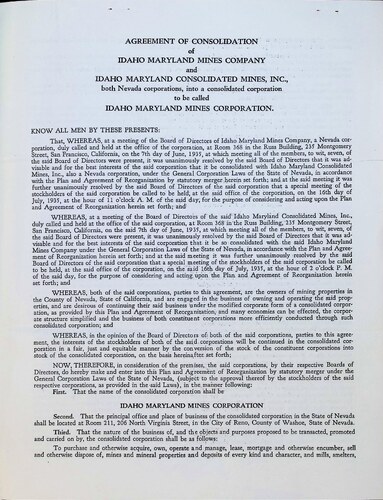 AGREEMENT OF CONSOLIDATION
of
IDAHO MARYLAND MINES COMPANY
and
IDAHO MARYLAND CONSOLIDATED MINES, INC.,
both Nevada corporations, into a consolidated corporation
to be called
IDAHO MARYLAND MINES CORPORATION.
KNOW ALL MEN BY THESE PRESENTS:
That, WHEREAS, at a meeting of the Board of Directors of Idaho Maryland Mines Company, a Nevada cor-
poration, duly called and held at the office of the corporation, at Room 368 in the Russ Building, 235 Montgomery
Street, San Francisco, California, on the 7th day of June, 1935, at which meeting all of the members, to wit, seven, of
the said Board of Directors were present, it was unanimously resolved by the said Board of Directors that it was ad-
visable and for the best interests of the said corporation that it be consolidated with Idaho Maryland Consolidated
Mines, Inc., also a Nevada corporation, under the General Corporation Laws of the State of Nevada, in accordance
with the Plan and Agreement of Reorganization by statutory merger herein set forth; and at the said meeting it was
further unanimously resolved by the said Board of Directors of the said corporation that a special meeting of the
stockholders of the said corporation be called to be held, at the said office of the corporation, on the 16th day of
July, 1935, at the hour of 11 o'clock A. M. of the said day, for the purpose of considering and acting upon the Plan
and Agreement of Reorganization herein set forth; and
WHEREAS, at a meeting of the Board of Directors of the said Idaho Maryland Consolidated Mines, Inc.,
duly called and held at the said office of the said corporation, at Room 368 in the Russ Building, 235 Montgomery Street,
San Francisco, California, on the said 7th day of June, 1935, at which meeting all of the members, to wit, seven, of the
said Board of Directors were present, it was unanimously resolved by the said Board of Directors that it was ad-
visable and for the best interests of the said corporation that it be so consolidated with the said Idaho Maryland
Mines Company under the General Corporation Laws of the State of Nevada, in accordance with the Plan and Agree-
ment of Reorganization herein set forth; and at the said meeting it was further unanimously resolved by the said
Board of Directors of the said corporation that a special meeting of the stockholders of the said corporation be called
to be held, at the said office of the said corporation, on the said 16th day of July, 1935, at the hour of 2 o'clock P. M.
of the said day, for the purpose of considering and acting upon the Plan and Agreement of Reorganization herein
set forth; and
WHEREAS, both of the said corporations, parties to this agreement, are the owners of mining properties in
the County of Nevada, State of California, and are engaged in the business of owning and operating the said prop-
erties, and are desirous of continuing their said business under the modified corporate form of a consolidated corpora-
tion, as provided by this Plan and Agreement of Reorganization; and many economies can be effected, the corpor-
ate structure simplified and the business of both constituent corporations more efficiently conducted through such
consolidated corporation; and
WHEREAS, in the opinion of the Board of Directors of both of the said corporations, parties to this agree-
ment, the interests of the stockholders of both of the said corporations will be continued in the consolidated cor-
poration in a fair, just and equitable manner by the conversion of the stock of the constituent corporations into
stock of the consolidated corporation, on the basis hereinafter set forth;
NOW, THEREFORE, in consideration of the premises, the said corporations, by their respective Boards of
Directors, do hereby make and enter into this Plan and Agreement of Reorganization by statutory merger under the
General Corporation Laws of the State of Nevada, (subject to the approval thereof by the stockholders of the said
respective corporations, as provided in the said Laws), in the manner following:
First. That the name of the consolidated corporation shall be
IDAHO MARYLAND MINES CORPORATION
Second. That the principal office and place of business of the consolidated corporation in the State of Nevada
shall be located at Room 211, 206 North Virginia Street, in the City of Reno, County of Washoe, State of Nevada.
Third. That the nature of the business of, and the objects and purposes proposed to be transacted, promoted
and carried on by, the consolidated corporation shall be as follows:
To purchase and otherwise acquire, own, operate and manage, lease, mortgage and otherwise encumber, sell
and otherwise dispose of, mines and mineral properties and deposits of every kind and character, and mills, smelters,